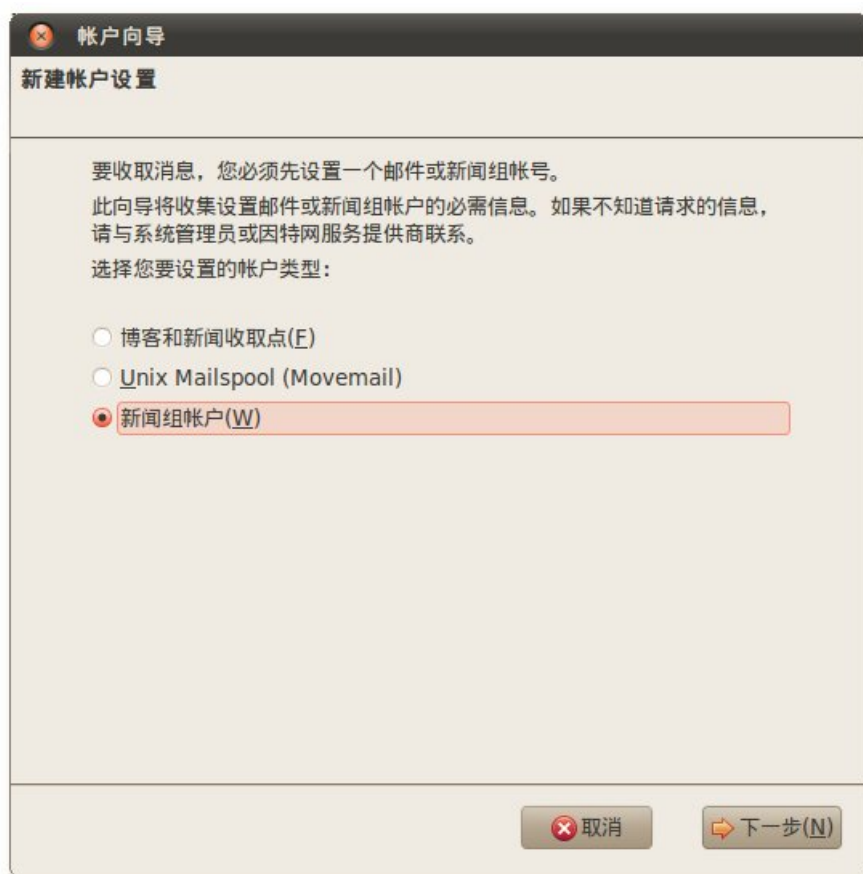 帐户向导
新建帐户设置
要收取消息，您必须先设置一个邮件或新闻组帐号。
此向导将收集设置邮件或新闻组帐户的必需信息。如果不知道请求的信息，
请与系统管理员或因特网服务提供商联系。
选择您要设置的帐户类型：
博客和新闻收取点(F)
Unix Mailspool (Movemail)
新闻组帐户(W)
取消
下一步(N)